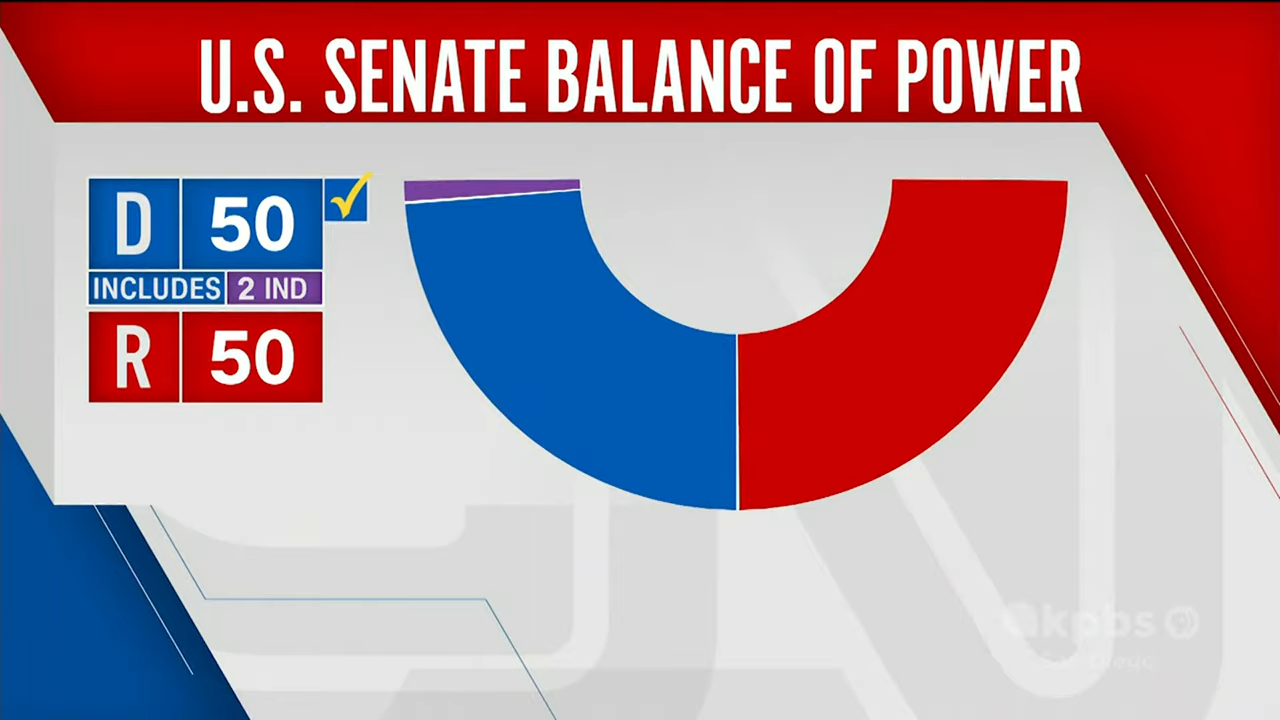 U.S. SENATE BALANCE OF POWER
D 50
INCLUDES 2 IND
R 50
kpbs